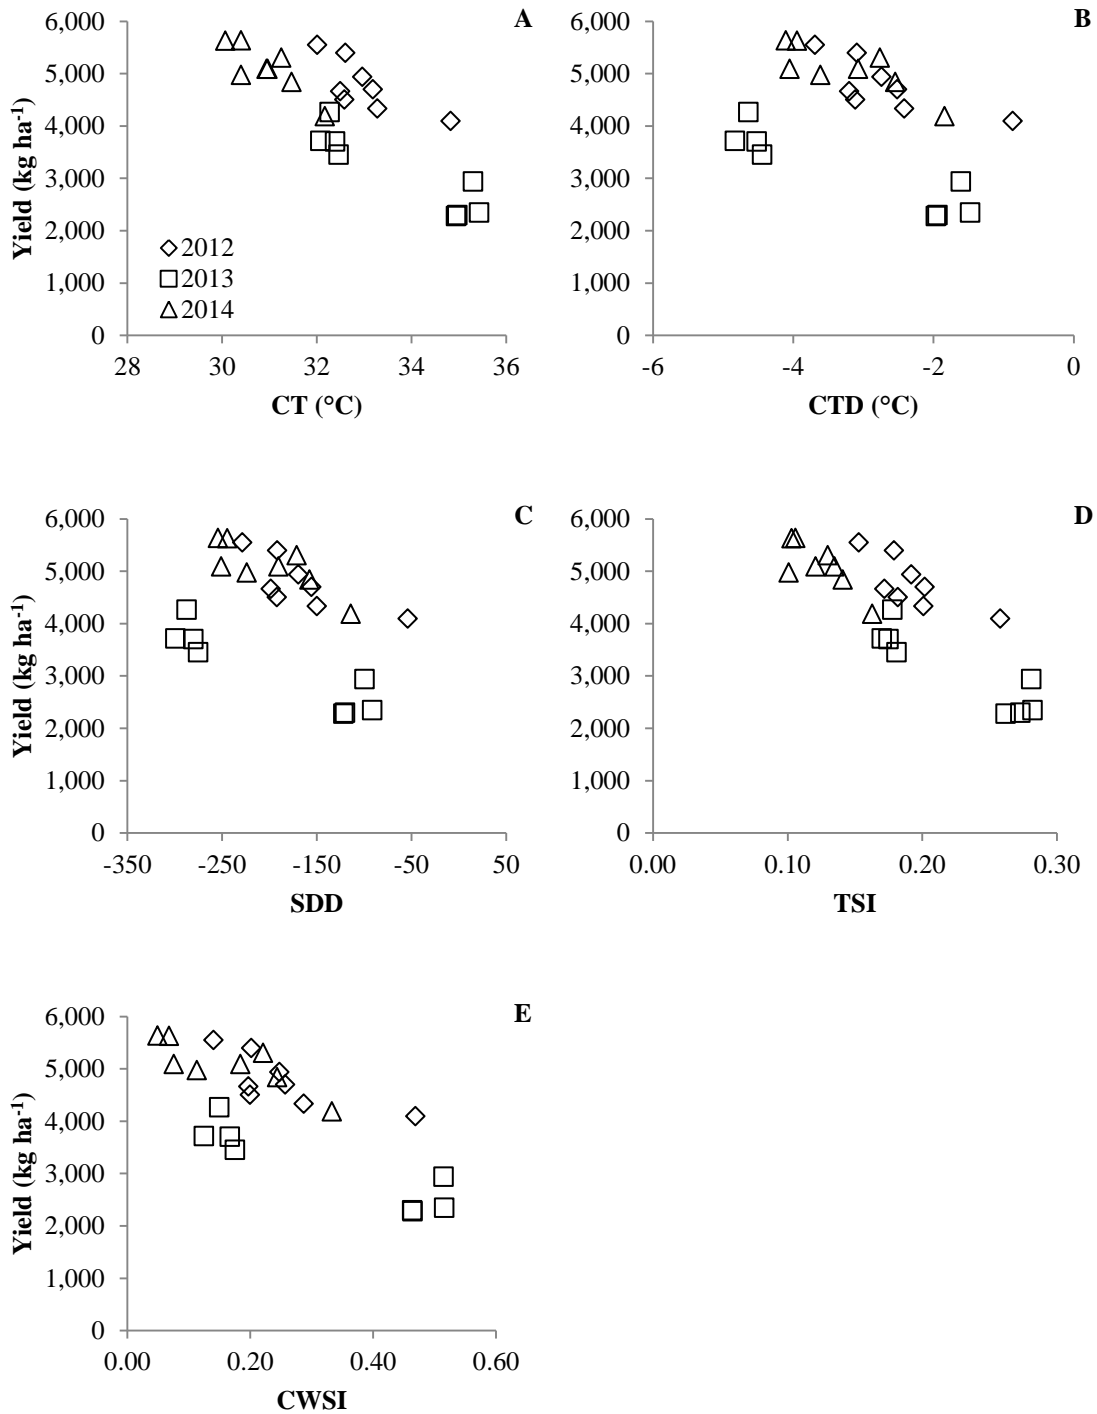 A
6,000
5,000
4,000
3,000
2,000
1,000
0
Yield (kg ha⁻¹)
2012
2013
2014
28 30 32 34 36
CT (°C)
B
6,000
5,000
4,000
3,000
2,000
1,000
0
-6 -4 -2 0
CTD (°C)
C
6,000
5,000
4,000
3,000
2,000
1,000
0
Yield (kg ha⁻¹)
-350 -250 -150 -50 50
SDD
D
6,000
5,000
4,000
3,000
2,000
1,000
0
0.00 0.10 0.20 0.30
TSI
E
6,000
5,000
4,000
3,000
2,000
1,000
0
Yield (kg ha⁻¹)
0.00 0.20 0.40 0.60
CWSI